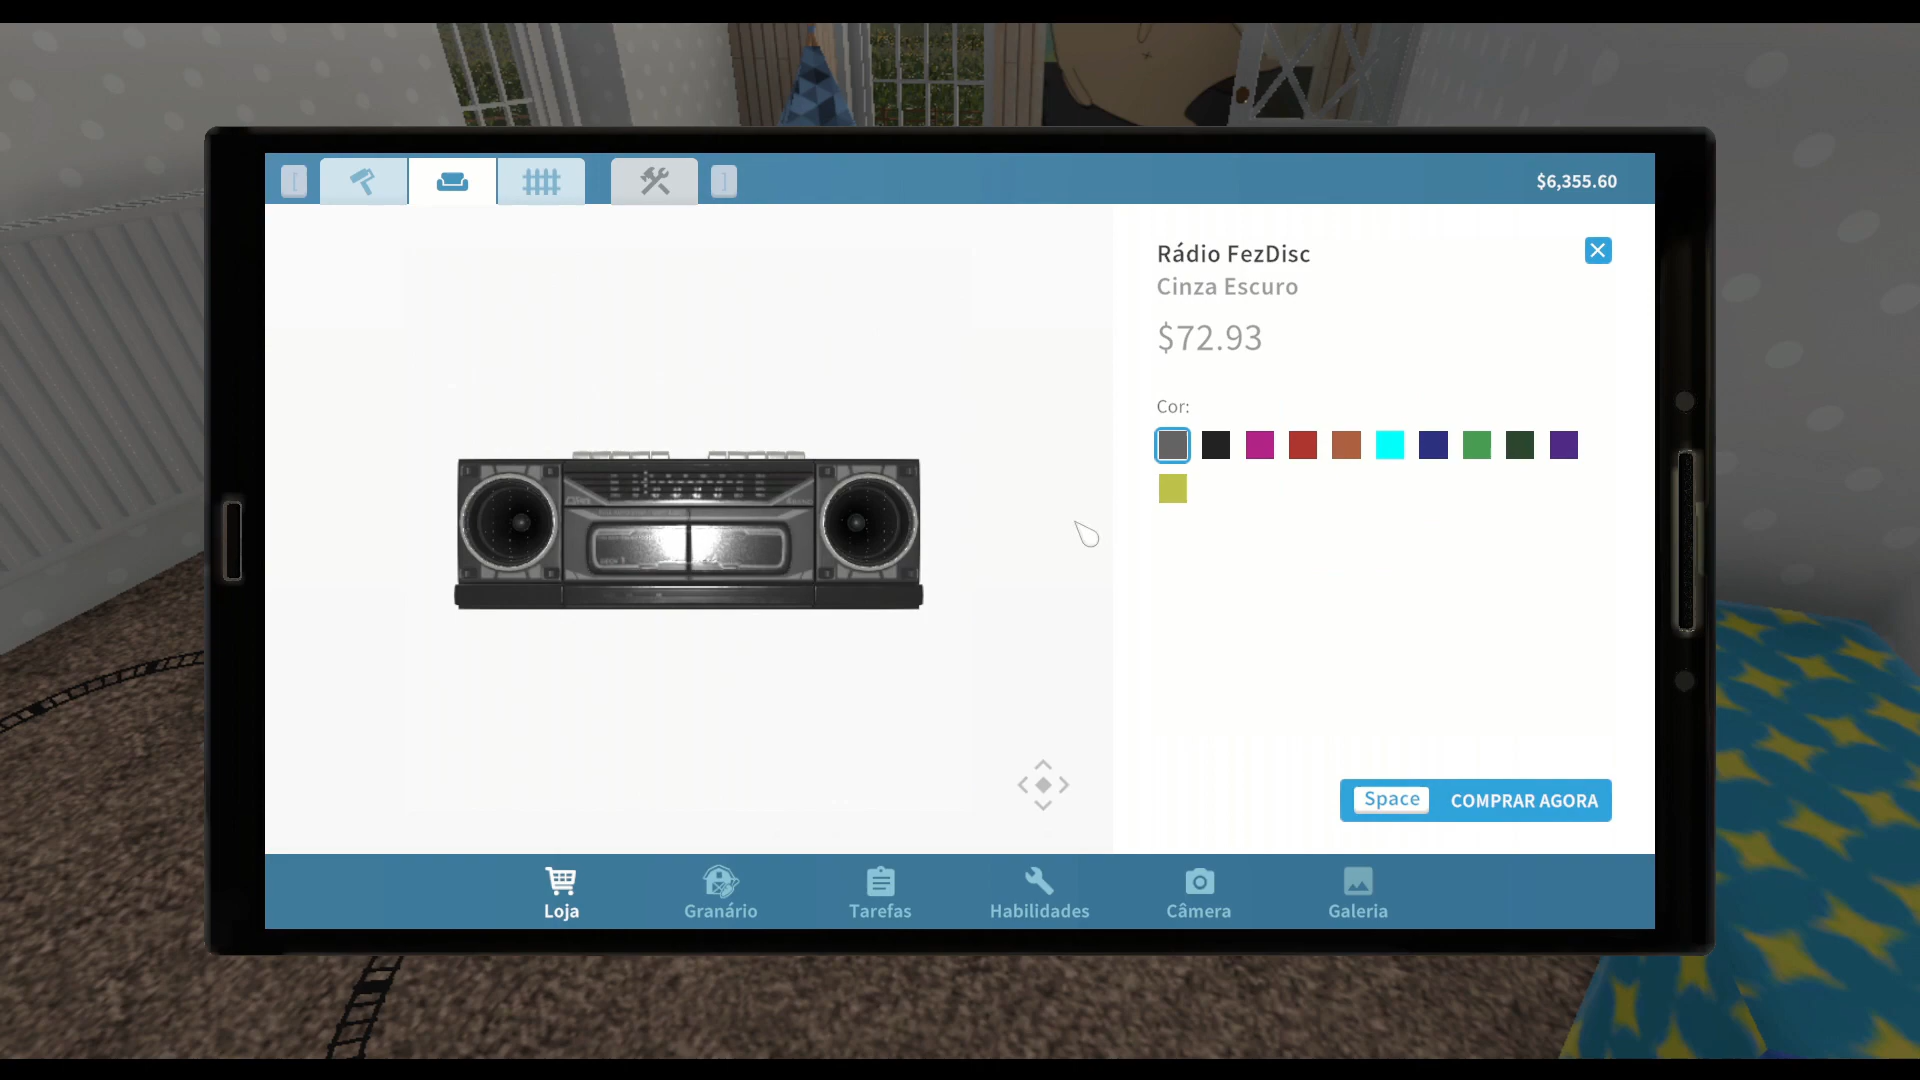 [
]
$6,355.60
Rádio FezDisc
Cinza Escuro
$72.93
Cor:
Space COMPRAR AGORA
Loja
Granário
Tarefas
Habilidades
Câmera
Galeria